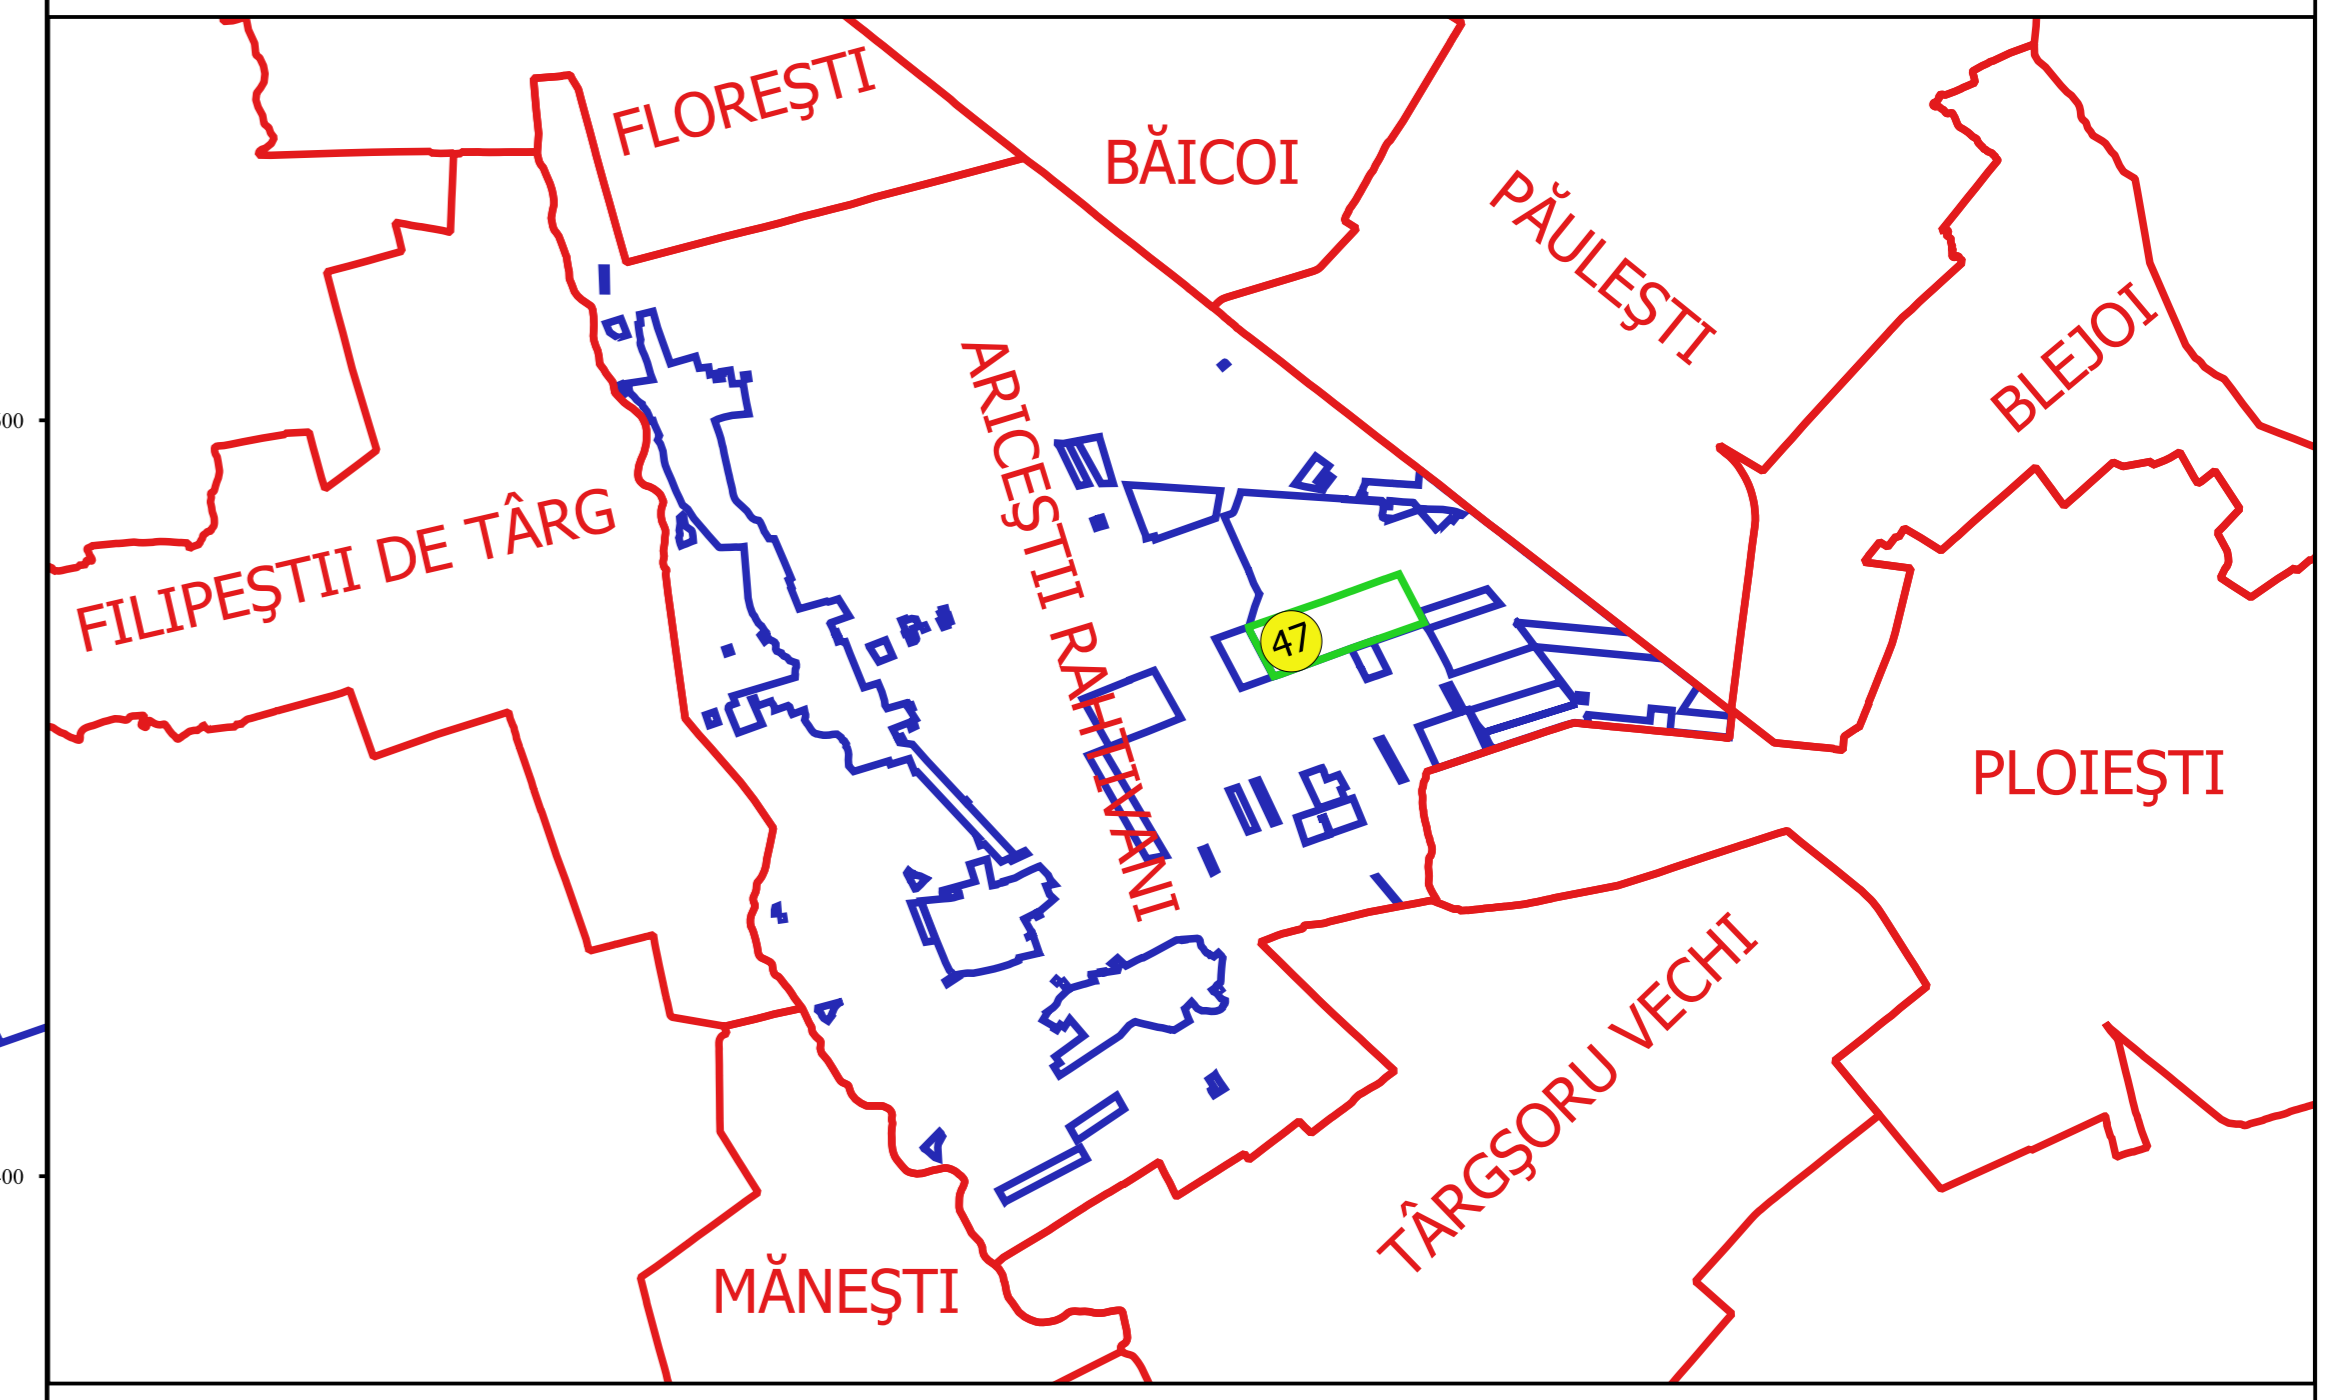 FLOREŞTI
BĂICOI
PĂULEŞTI
BLEJOI
ARICEŞTII RAHTIVANI
FILIPEŞTII DE TÂRG
47
PLOIEŞTI
TÂRGŞORU VECHI
MĂNEŞTI